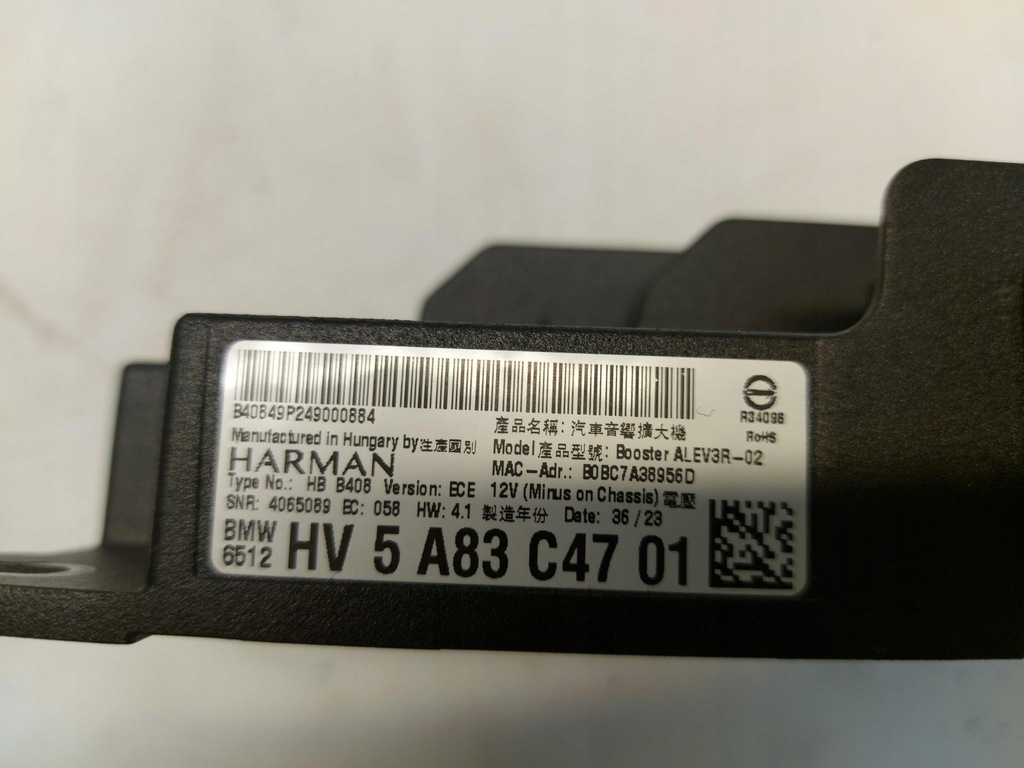 B40849P249000884
R34096
RoHS
Manufactured in Hungary by 生產國別
產品名稱: 汽車音響擴大機
HARMAN
Model 產品型號: Booster ALEV3R-02
MAC-Adr.: B0BC7A38956D
Type No.: HB B408 Version: ECE 12V (Minus on Chassis) 電壓
SNR: 4065089 EC: 058 HW: 4.1 製造年份 Date: 36/23
BMW
6512 HV 5 A83 C47 01